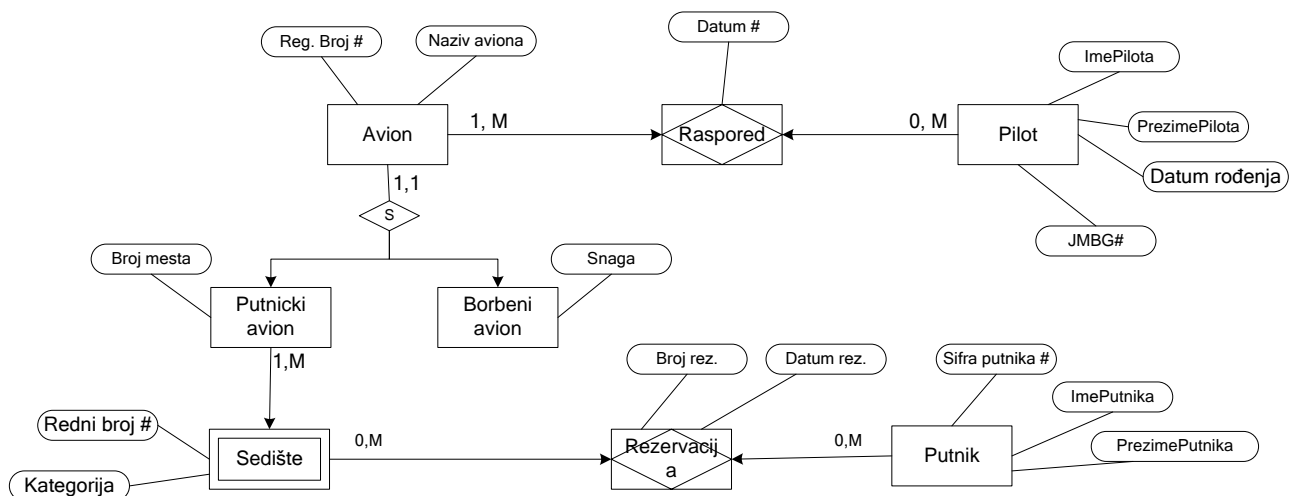 Reg. Broj #
Naziv aviona
Datum #
ImePilota
Avion
1, M
Raspored
0, M
Pilot
PrezimePilota
Datum rođenja
1,1
S
JMBG#
Broj mesta
Snaga
Putnicki
avion
Borbeni
avion
1,M
Broj rez.
Datum rez.
Sifra putnika #
ImePutnika
Redni broj #
0,M
Rezervacij
a
0,M
Putnik
PrezimePutnika
Sedište
Kategorija